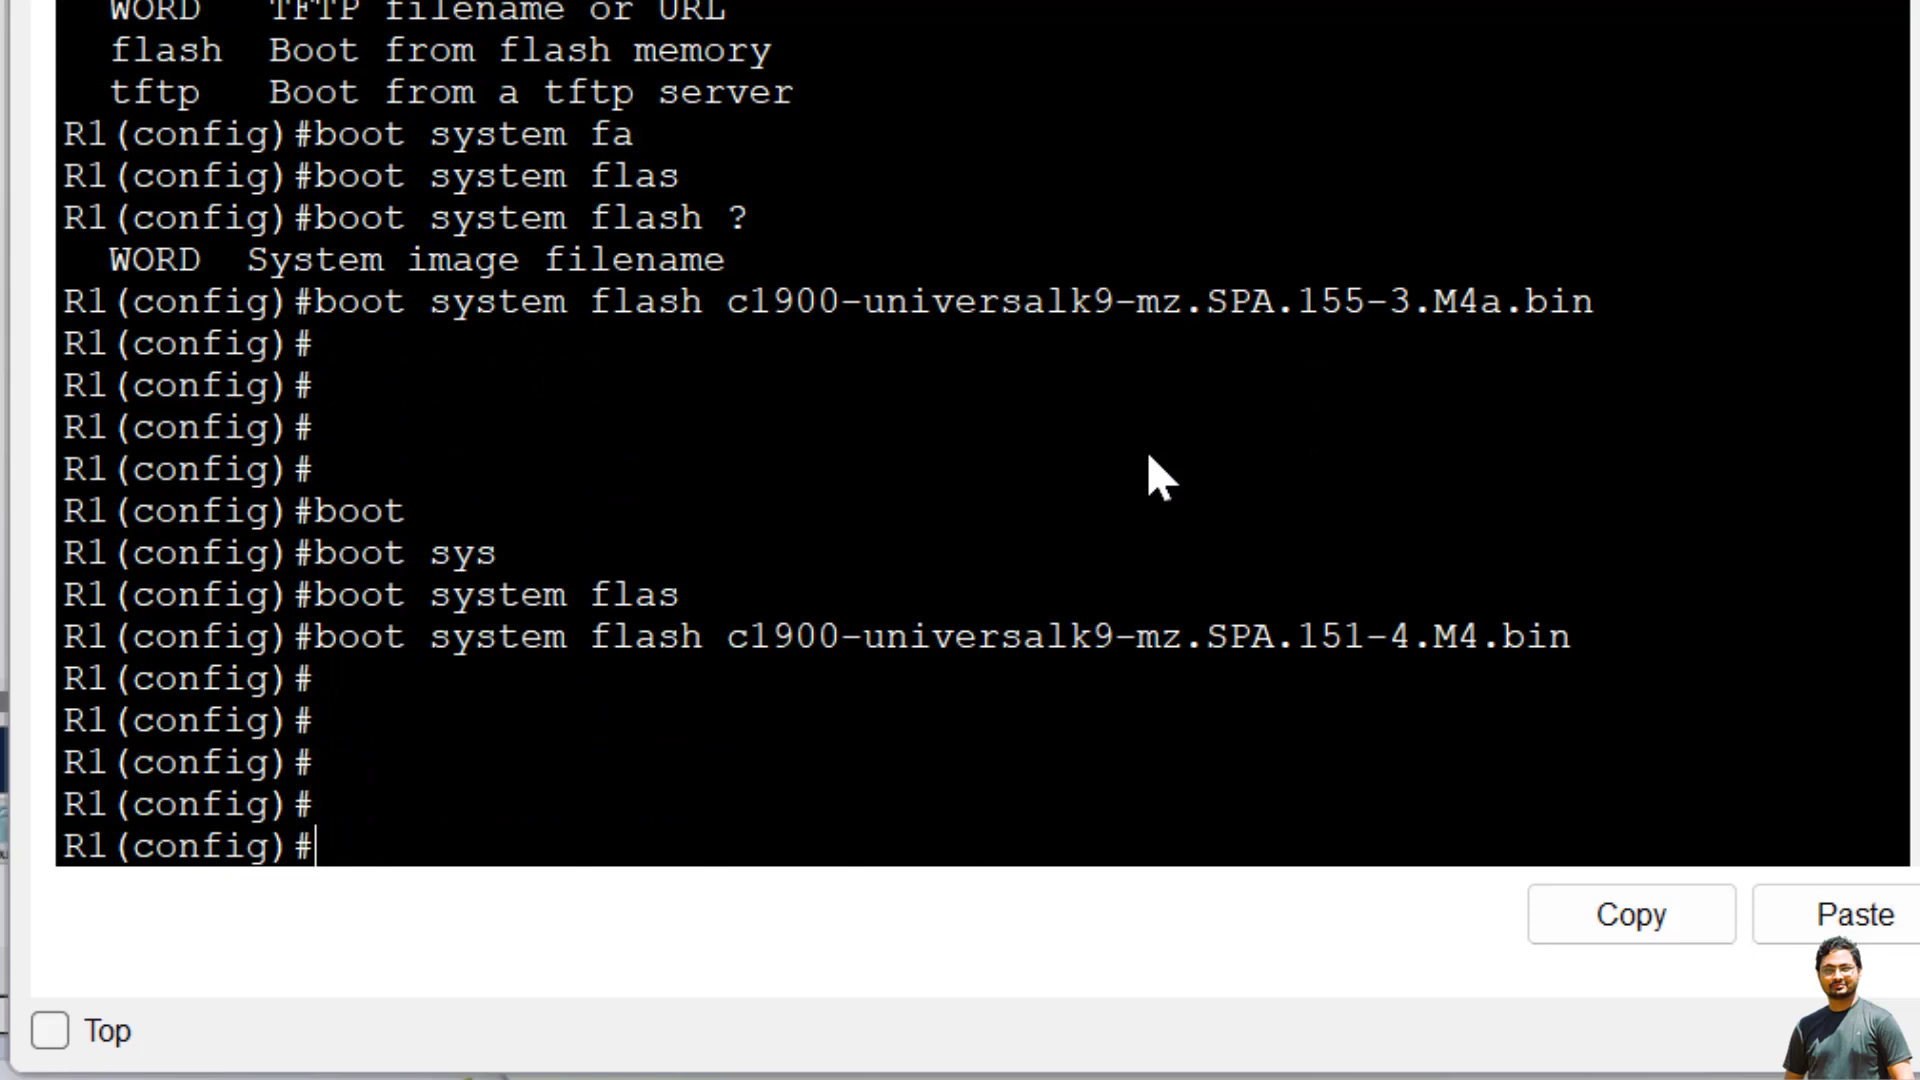 WORD TFTP filename or URL
flash Boot from flash memory
tftp Boot from a tftp server
R1(config)#boot system fa
R1(config)#boot system flas
R1(config)#boot system flash ?
WORD System image filename
R1(config)#boot system flash c1900-universalk9-mz.SPA.155-3.M4a.bin
R1(config)#
R1(config)#
R1(config)#
R1(config)#
R1(config)#boot
R1(config)#boot sys
R1(config)#boot system flas
R1(config)#boot system flash c1900-universalk9-mz.SPA.151-4.M4.bin
R1(config)#
R1(config)#
R1(config)#
R1(config)#
R1(config)#
Copy Paste
Top